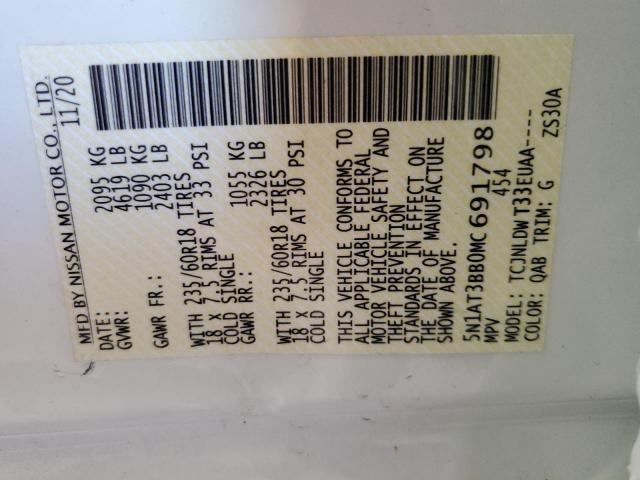 MFD BY NISSAN MOTOR CO., LTD.
DATE: 11/20
GVWR: 2095 KG
4619 LB
GAWR FR.: 1090 KG
2403 LB
WITH 235/60R18 TIRES
18 X 7.5 RIMS AT 33 PSI
COLD SINGLE
GAWR RR.: 1055 KG
2326 LB
WITH 235/60R18 TIRES
18 X 7.5 RIMS AT 30 PSI
COLD SINGLE
THIS VEHICLE CONFORMS TO
ALL APPLICABLE FEDERAL
MOTOR VEHICLE SAFETY AND
THEFT PREVENTION
STANDARDS IN EFFECT ON
THE DATE OF MANUFACTURE
SHOWN ABOVE.
5N1AT3BB0MC691798
MPV 454
MODEL: TCJNLDWT33EUAA----
COLOR: QAB TRIM: G ZS30A